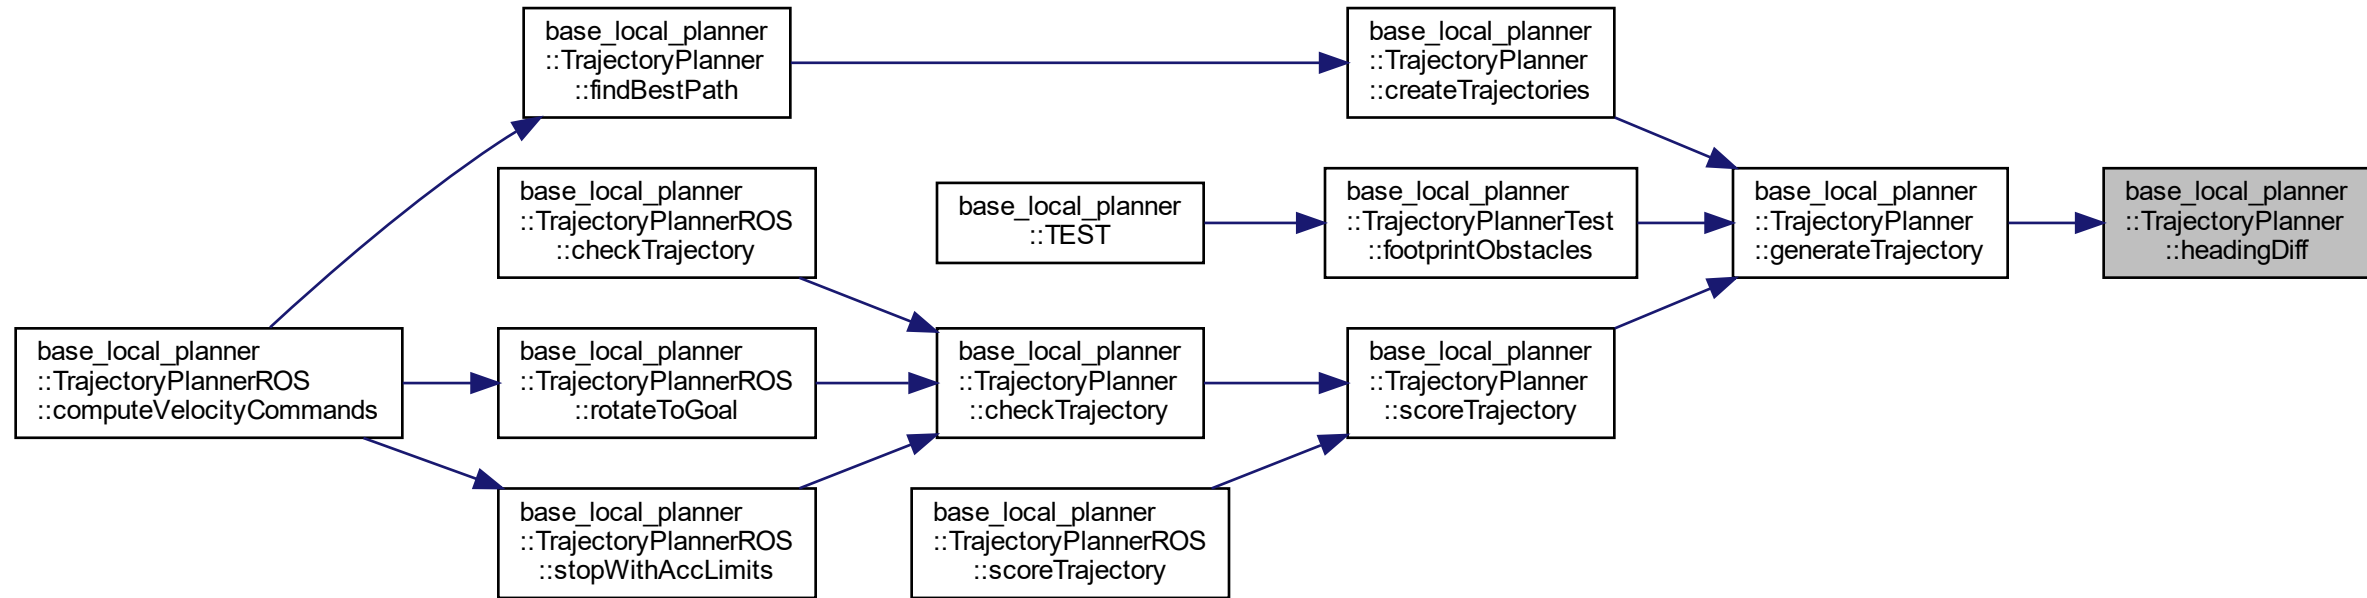 base_local_planner
::TrajectoryPlanner
::findBestPath
base_local_planner
::TrajectoryPlanner
::createTrajectories
base_local_planner
::TrajectoryPlannerROS
::checkTrajectory
base_local_planner
::TEST
base_local_planner
::TrajectoryPlannerTest
::footprintObstacles
base_local_planner
::TrajectoryPlanner
::generateTrajectory
base_local_planner
::TrajectoryPlanner
::headingDiff
base_local_planner
::TrajectoryPlannerROS
::computeVelocityCommands
base_local_planner
::TrajectoryPlannerROS
::rotateToGoal
base_local_planner
::TrajectoryPlanner
::checkTrajectory
base_local_planner
::TrajectoryPlanner
::scoreTrajectory
base_local_planner
::TrajectoryPlannerROS
::stopWithAccLimits
base_local_planner
::TrajectoryPlannerROS
::scoreTrajectory